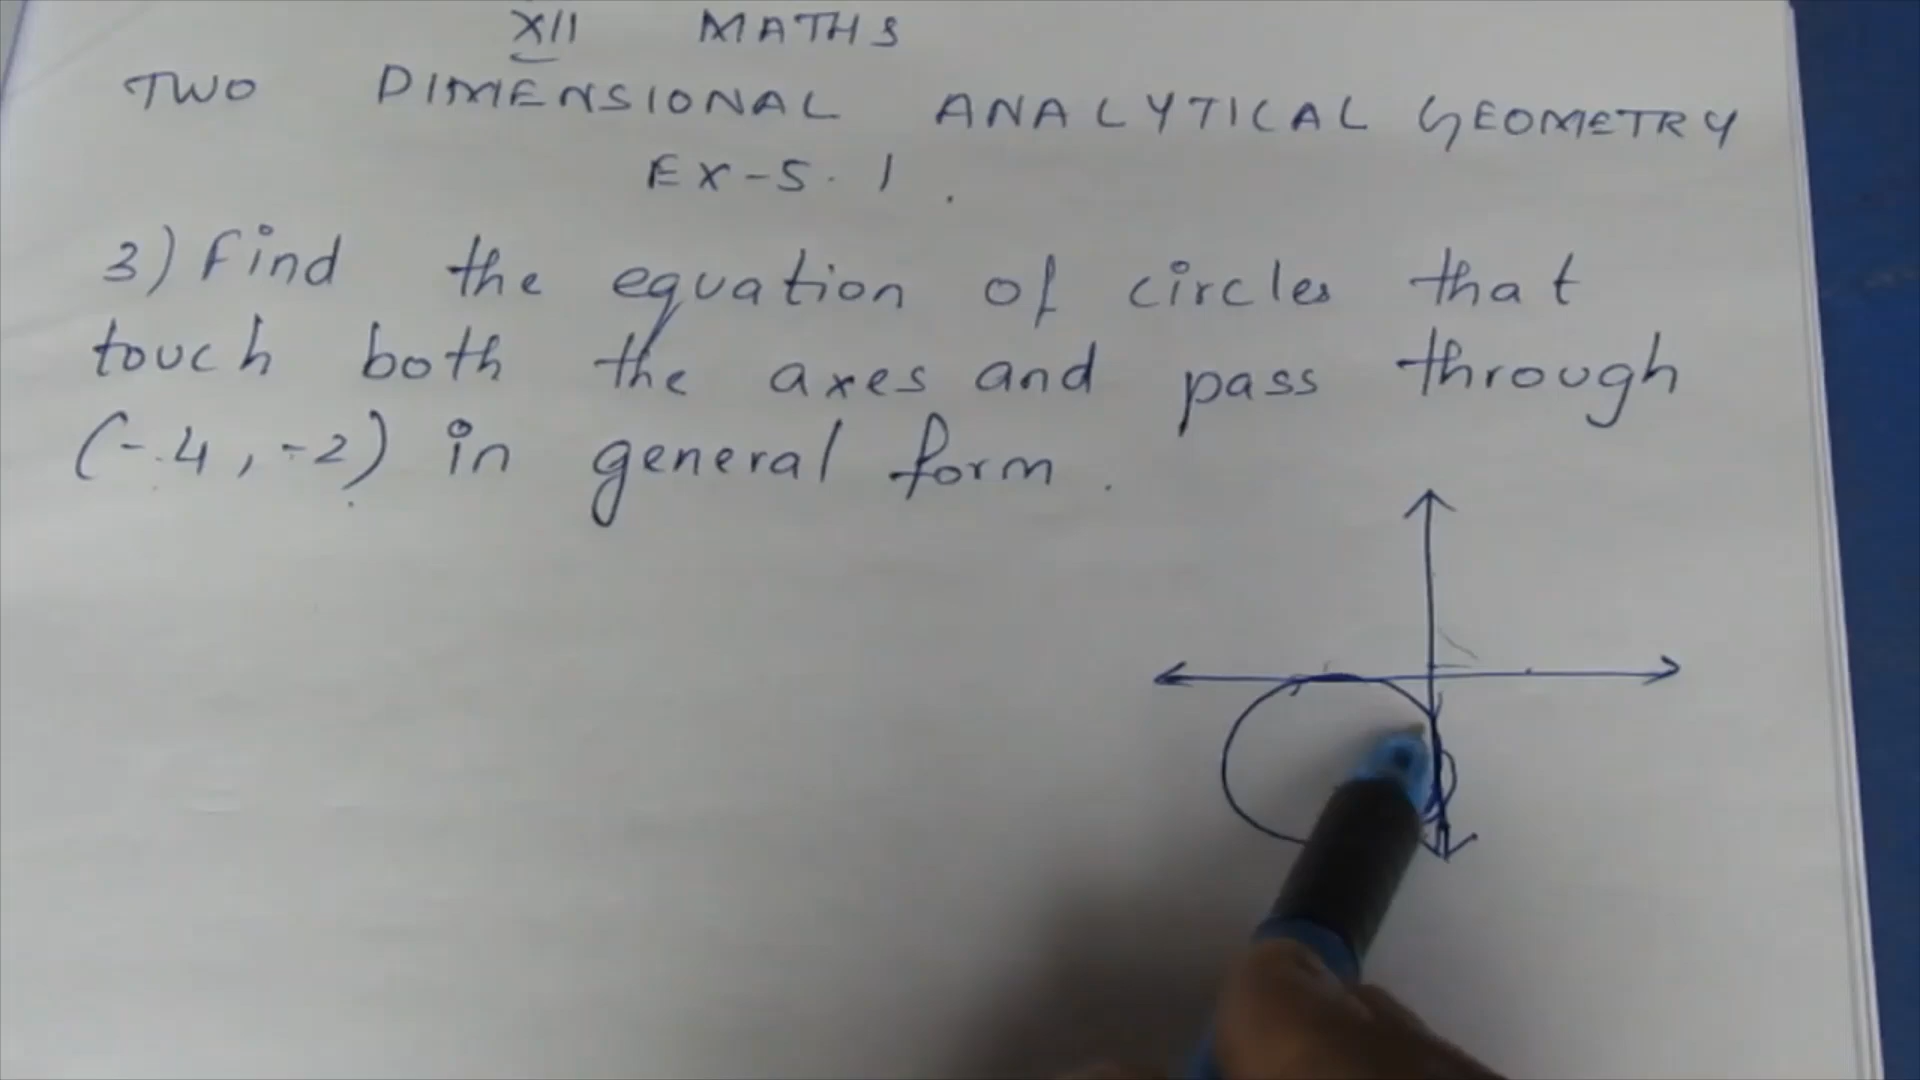 XII MATHS
TWO DIMENSIONAL ANALYTICAL GEOMETRY
EX-5.1.
3) Find the equation of circles that
touch both the axes and pass through
(-4, -2) in general form.